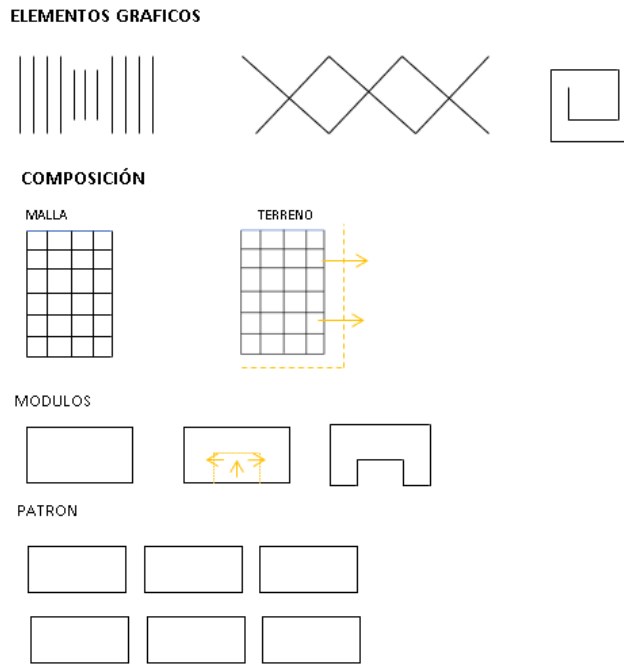 ELEMENTOS GRAFICOS
COMPOSICIÓN
MALLA
TERRENO
MODULOS
PATRON